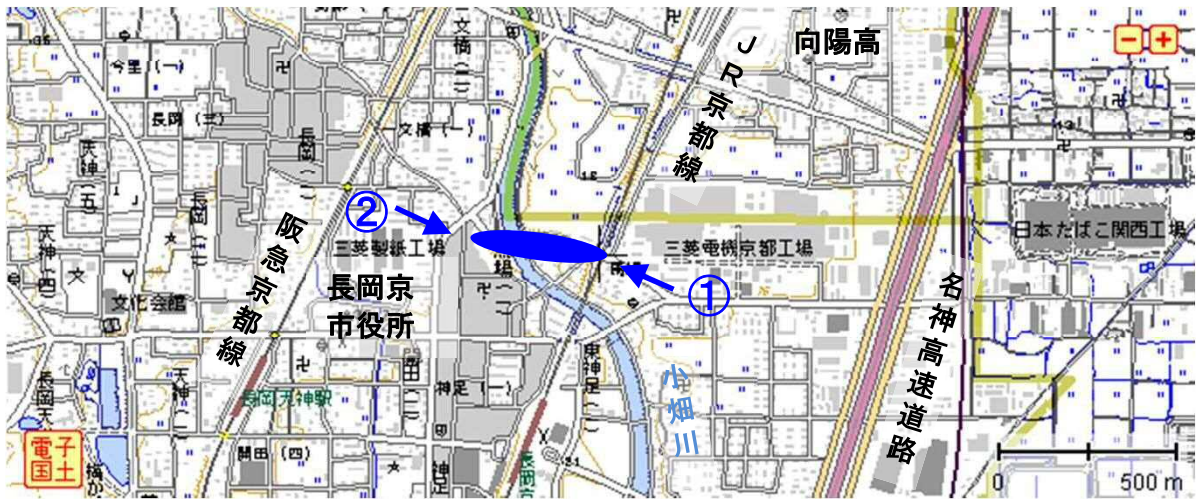 文橋(二)
向陽高
JR京都線
− +
今里(一)
長岡(三)
一文橋(一)
天神(五)
②
阪急京都線
三菱製紙工場
三菱電機京都工場
日本たばこ関西工場
長岡京
市役所
①
文化会館
名神高速道路
天神(四)
長岡天神駅
神足(一)
東神足(二)
小畑川
天神(二)
開田(四)
電子
国土
0
500 m